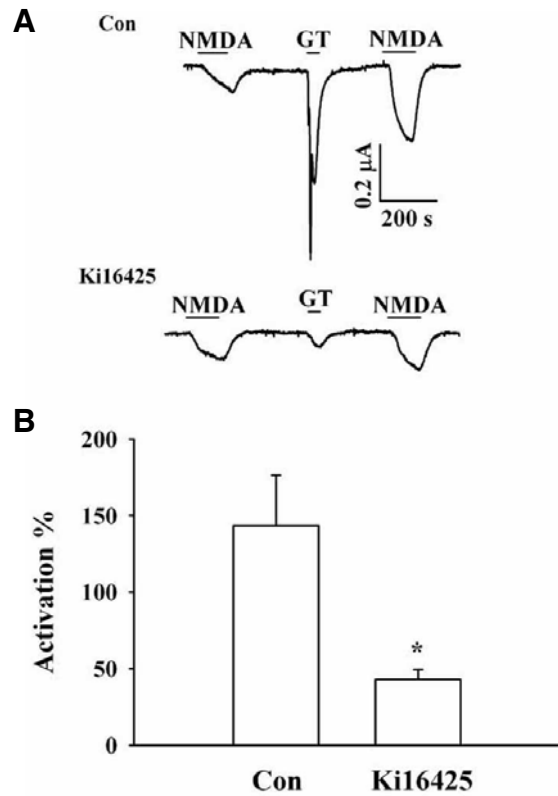 A
Con
NMDA GT NMDA
0.2 µA
200 s
Ki16425
NMDA GT NMDA
B
200
150
100
50
0
Activation %
*
Con Ki16425